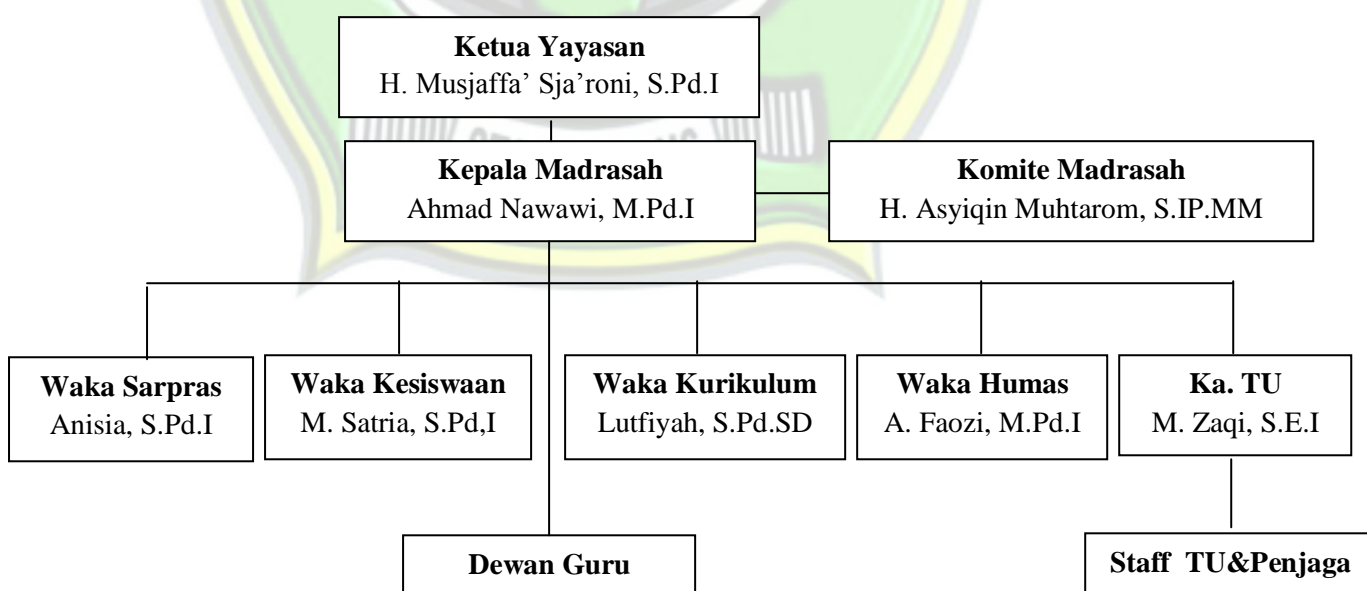 Ketua Yayasan
H. Musjaffa’ Sja’roni, S.Pd.I
Kepala Madrasah
Ahmad Nawawi, M.Pd.I
Komite Madrasah
H. Asyiqin Muhtarom, S.IP.MM
Waka Sarpras
Anisia, S.Pd.I
Waka Kesiswaan
M. Satria, S.Pd,I
Waka Kurikulum
Lutfiyah, S.Pd.SD
Waka Humas
A. Faozi, M.Pd.I
Ka. TU
M. Zaqi, S.E.I
Dewan Guru
Staff TU&Penjaga